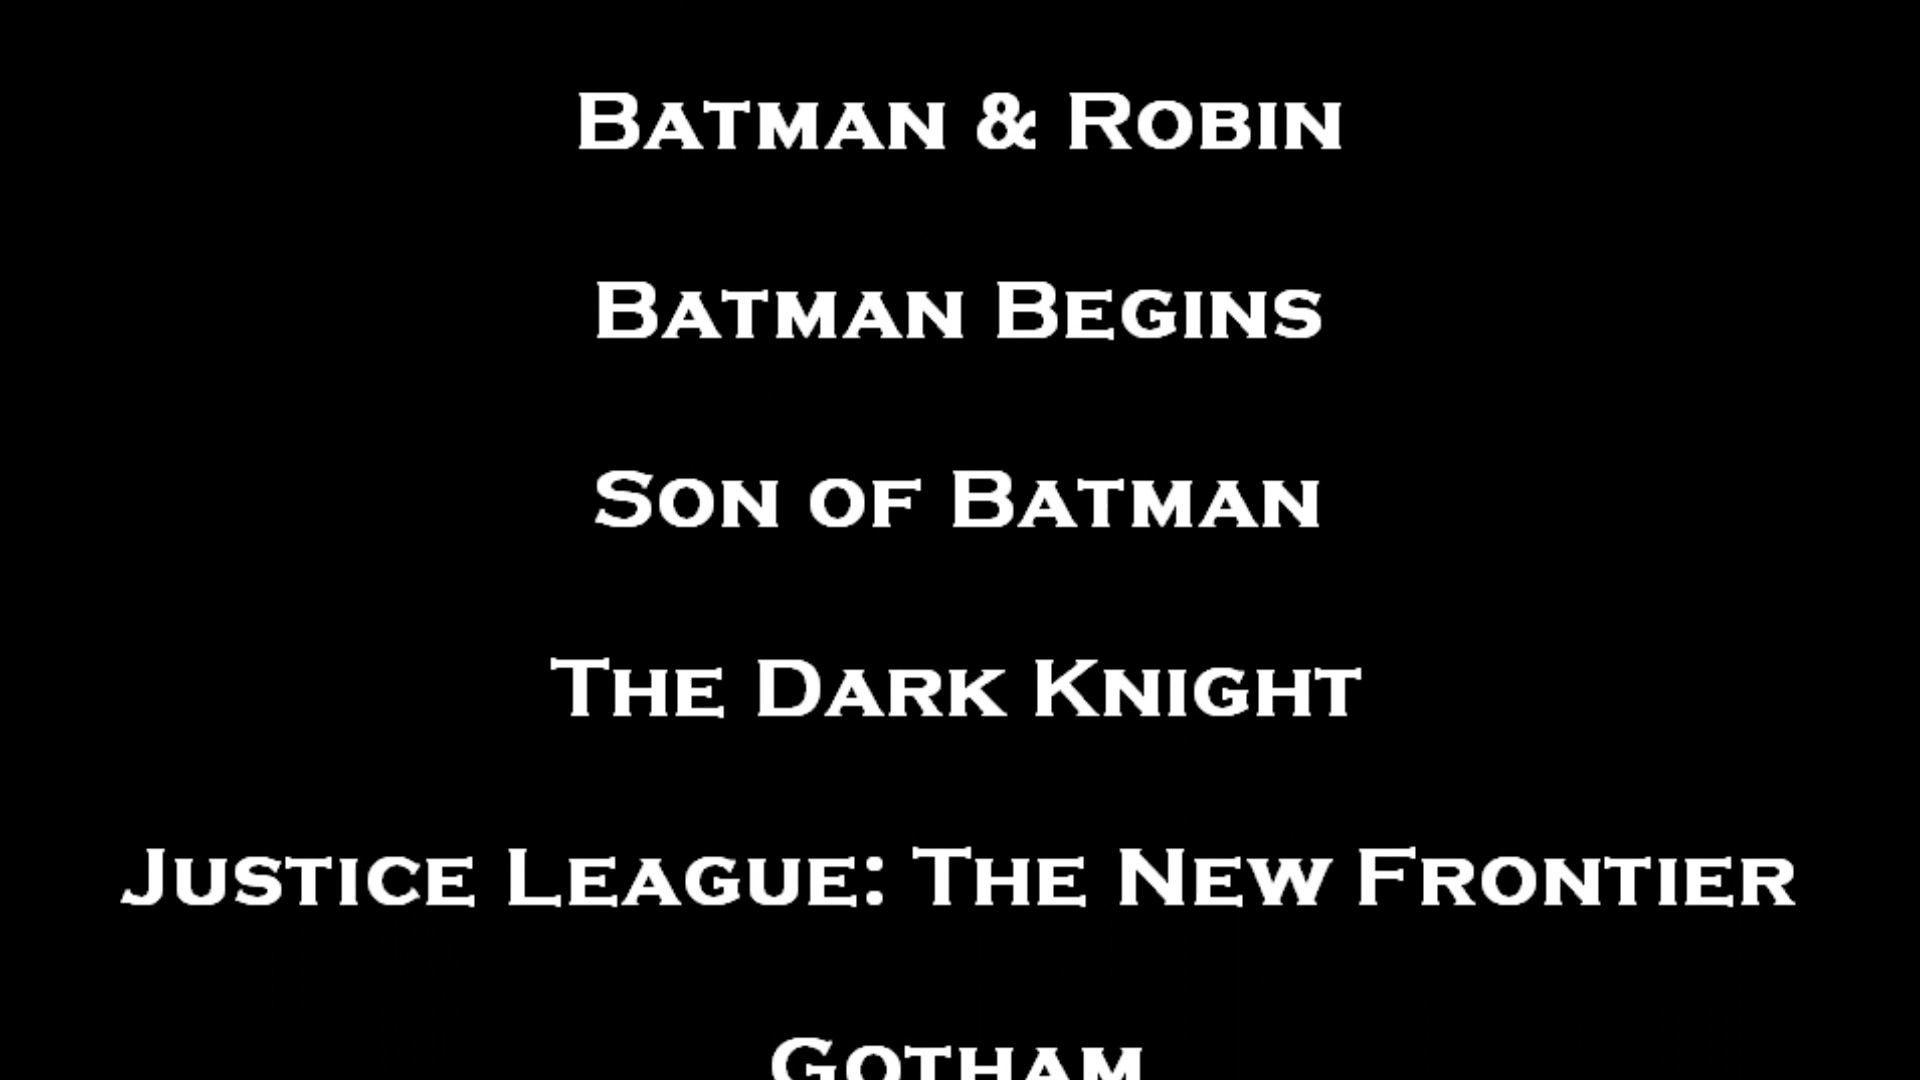 Batman & Robin
Batman Begins
Son of Batman
The Dark Knight
Justice League: The New Frontier
Gotham